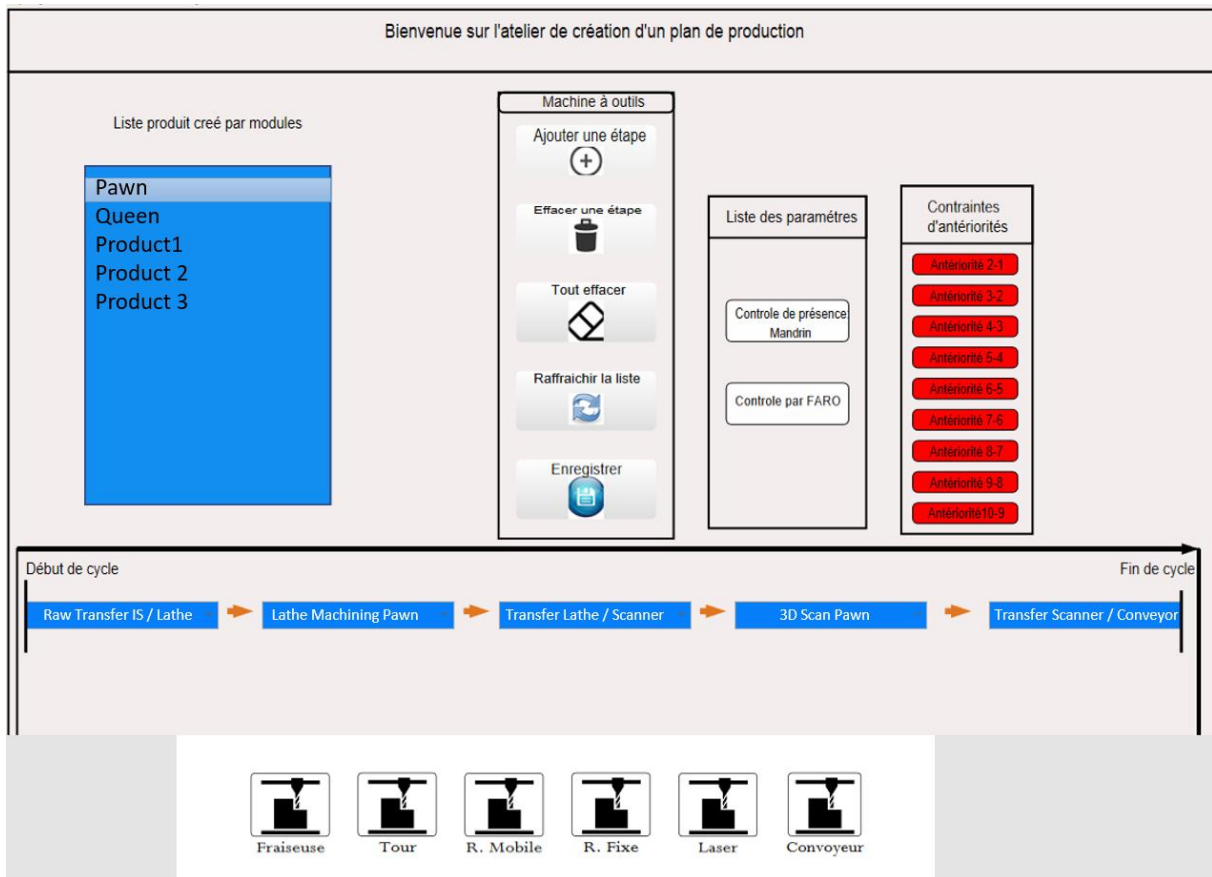 Bienvenue sur l'atelier de création d'un plan de production
Liste produit creé par modules
Pawn
Queen
Product1
Product 2
Product 3
Machine à outils
Ajouter une étape
Effacer une étape
Tout effacer
Raffraichir la liste
Enregistrer
Liste des paramétres
Controle de présence:
Mandrin
Controle par FARO
Contraintes
d'antériorités
Antériorité 2-1
Antériorité 3-2
Antériorité 4-3
Antériorité 5-4
Antériorité 6-5
Antériorité 7-6
Antériorité 8-7
Antériorité 9-8
Antériorité10-9
Début de cycle
Fin de cycle
Raw Transfer IS / Lathe
Lathe Machining Pawn
Transfer Lathe / Scanner
3D Scan Pawn
Transfer Scanner / Conveyor
Fraiseuse
Tour
R. Mobile
R. Fixe
Laser
Convoyeur